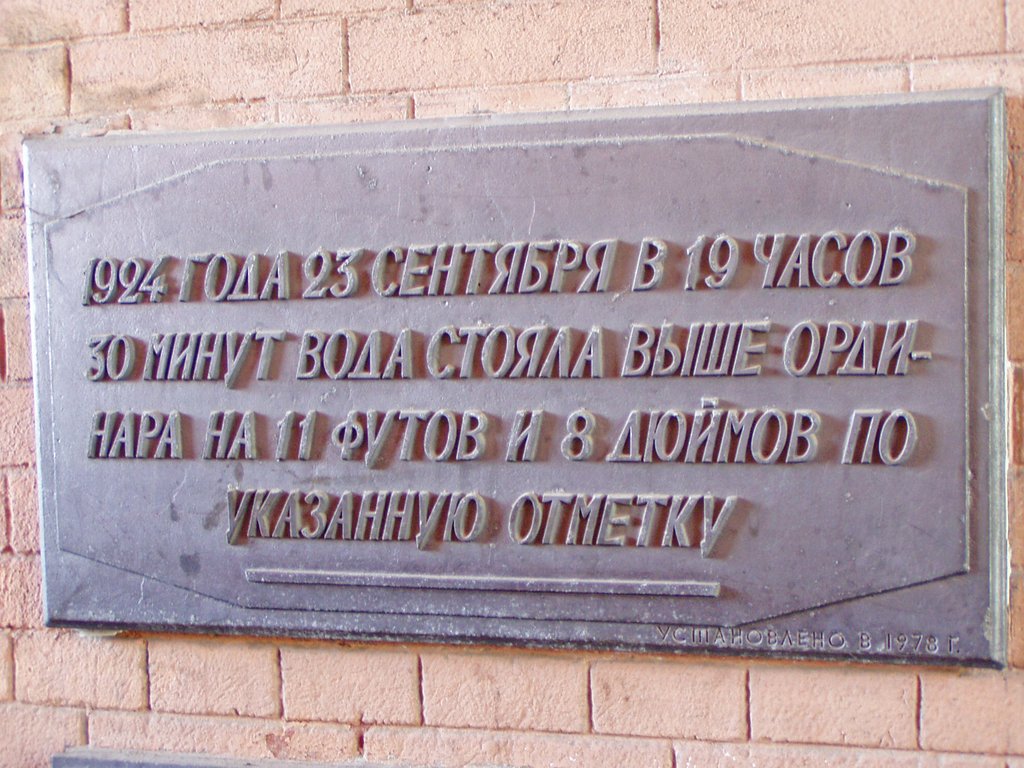 1924 ГОДА 23 СЕНТЯБРЯ В 19 ЧАСОВ
30 МИНУТ ВОДА СТОЯЛА ВЫШЕ ОРДИ-
НАРА НА 11 ФУТОВ И 8 ДЮЙМОВ ПО
УКАЗАННУЮ ОТМЕТКУ
УСТАНОВЛЕНО В 1978 Г.